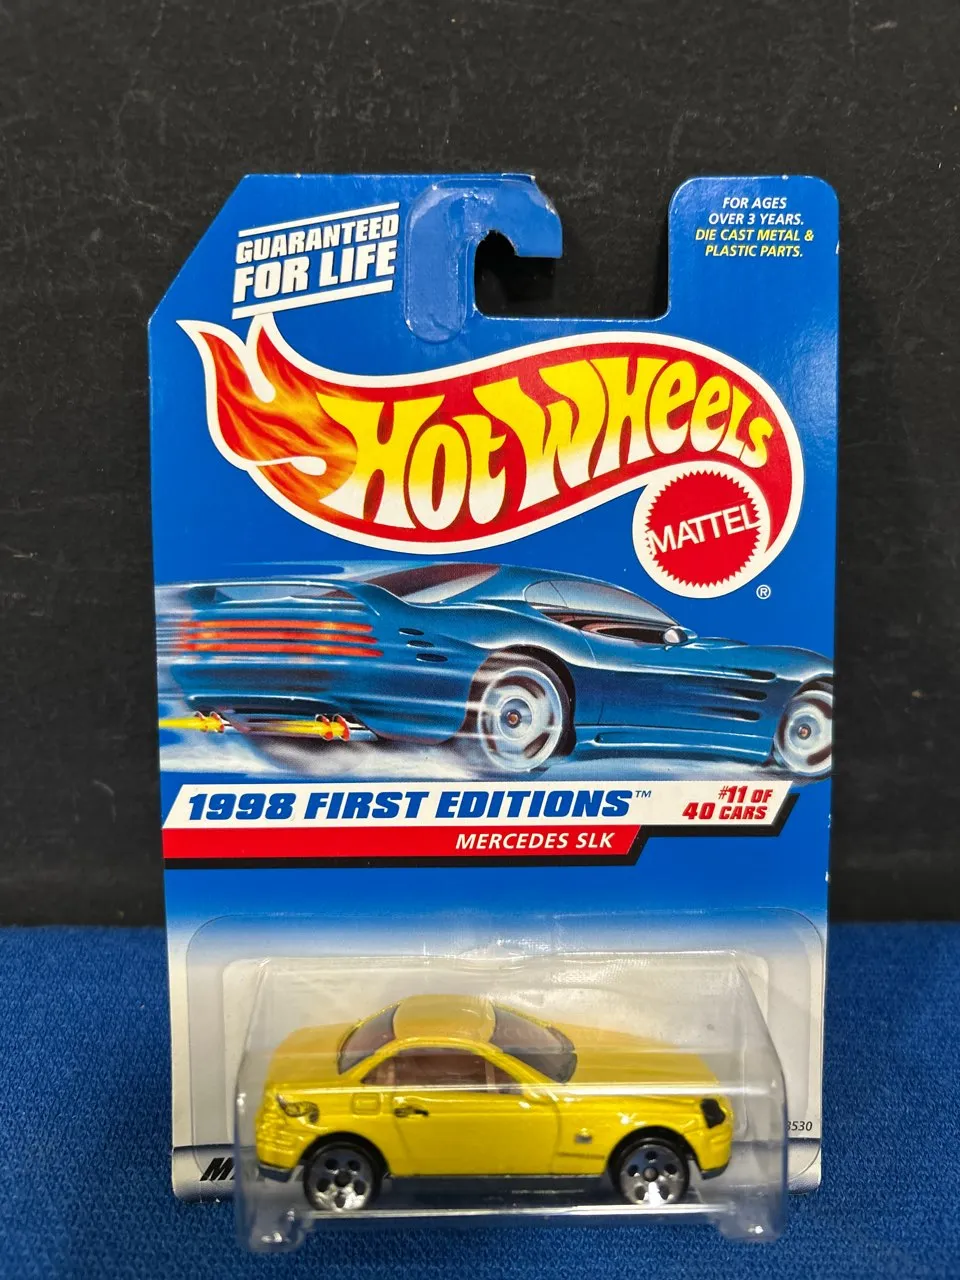 GUARANTEED
FOR LIFE
FOR AGES
OVER 3 YEARS.
DIE CAST METAL &
PLASTIC PARTS.
HOT WHEELS
MATTEL
®
1998 FIRST EDITIONS™
#11 OF
40 CARS
MERCEDES SLK